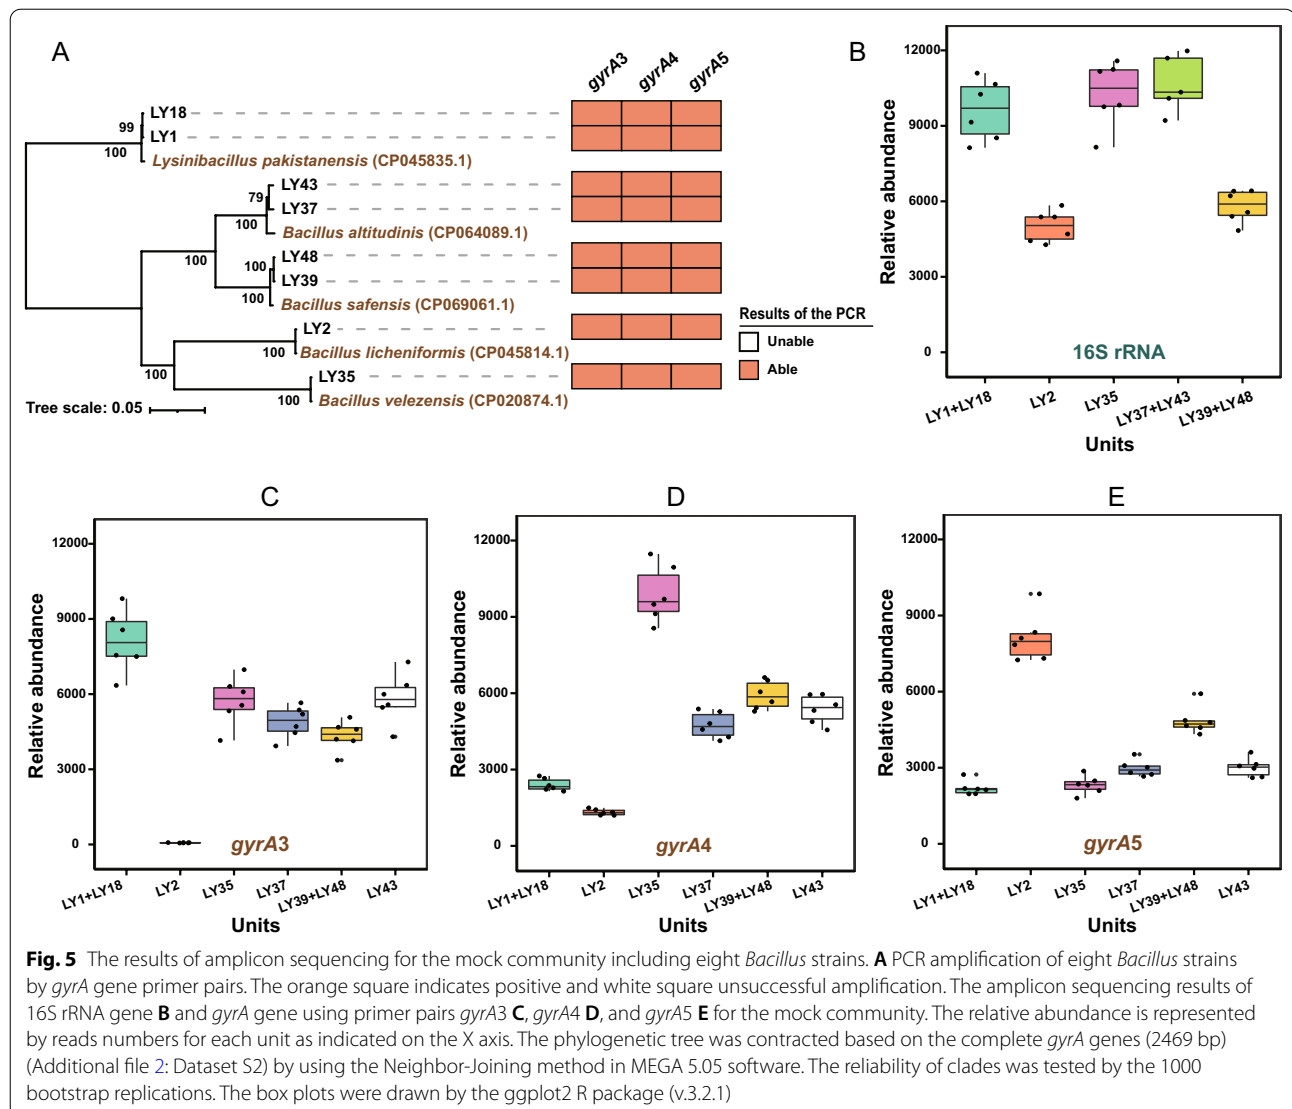 A
gyrA3 gyrA4 gyrA5
LY18
99
LY1
100
Lysinibacillus pakistanensis (CP045835.1)
LY43
79
LY37
100
Bacillus altitudinis (CP064089.1)
100
LY48
100
LY39
100
Bacillus safensis (CP069061.1)
LY2
100
Bacillus licheniformis (CP045814.1)
100
LY35
100
Bacillus velezensis (CP020874.1)
Tree scale: 0.05
Results of the PCR
Unable
Able
B
Relative abundance
12000
9000
6000
3000
0
16S rRNA
LY1+LY18 LY2 LY35 LY37+LY43 LY39+LY48
Units
C
Relative abundance
12000
9000
6000
3000
0
gyrA3
LY1+LY18 LY2 LY35 LY37 LY39+LY48 LY43
Units
D
Relative abundance
12000
9000
6000
3000
0
gyrA4
LY1+LY18 LY2 LY35 LY37 LY39+LY48 LY43
Units
E
Relative abundance
12000
9000
6000
3000
0
gyrA5
LY1+LY18 LY2 LY35 LY37 LY39+LY48 LY43
Units
Fig. 5 The results of amplicon sequencing for the mock community including eight Bacillus strains. A PCR amplification of eight Bacillus strains
by gyrA gene primer pairs. The orange square indicates positive and white square unsuccessful amplification. The amplicon sequencing results of
16S rRNA gene B and gyrA gene using primer pairs gyrA3 C, gyrA4 D, and gyrA5 E for the mock community. The relative abundance is represented
by reads numbers for each unit as indicated on the X axis. The phylogenetic tree was contracted based on the complete gyrA genes (2469 bp)
(Additional file 2: Dataset S2) by using the Neighbor-Joining method in MEGA 5.05 software. The reliability of clades was tested by the 1000
bootstrap replications. The box plots were drawn by the ggplot2 R package (v.3.2.1)